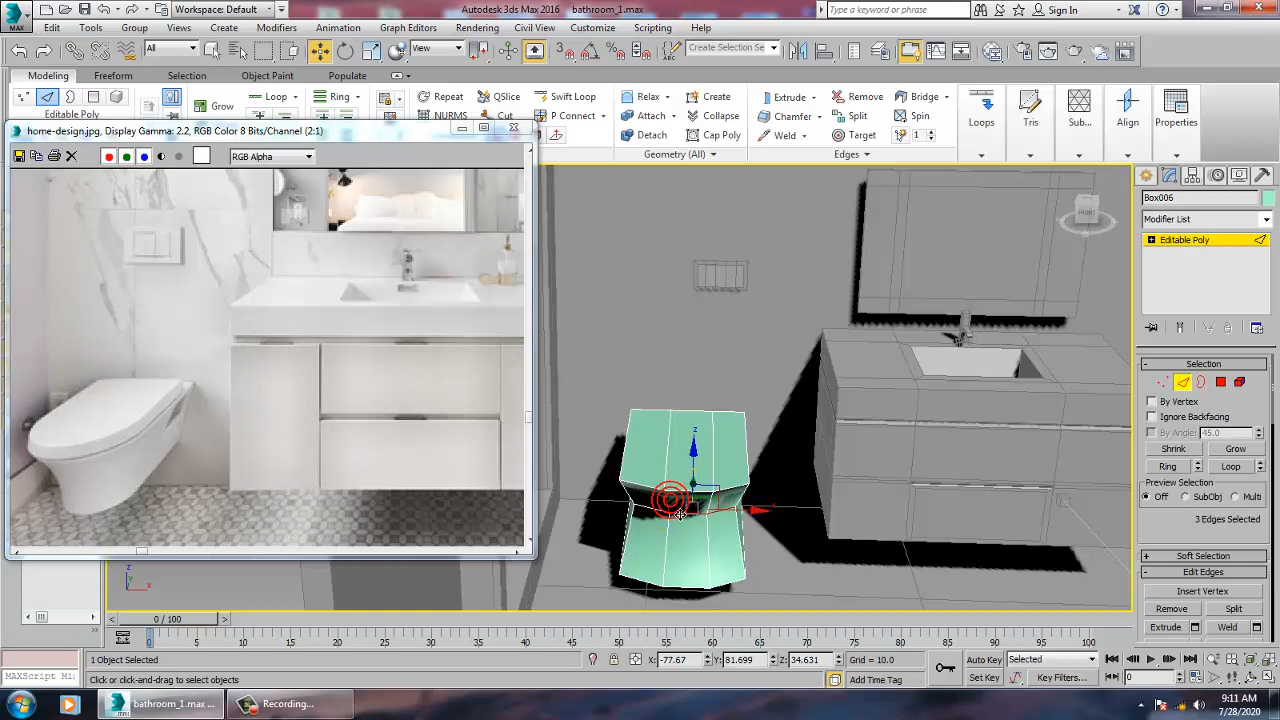 MAX
Workspace: Default
Autodesk 3ds Max 2016
bathroom_1.max
Type a keyword or phrase
Sign In
Edit
Tools
Group
Views
Create
Modifiers
Animation
Graph Editors
Rendering
Civil View
Customize
Scripting
Help
All
View
Create Selection Se
Modeling
Freeform
Selection
Object Paint
Populate
Grow
Loop
Ring
Repeat
QSlice
Swift Loop
Relax
Create
Extrude
Remove
Bridge
Editable Poly
NURMS
P Connect
Attach
Collapse
Chamfer
Split
Spin
Loops
Tris
Sub...
Align
Properties
Detach
Cap Poly
Weld
Target
1
Geometry (All)
Edges
home-design.jpg, Display Gamma: 2.2, RGB Color 8 Bits/Channel (2:1)
RGB Alpha
FRONT
z
x
Box006
Modifier List
Editable Poly
Selection
By Vertex
Ignore Backfacing
By Angle: 45.0
Shrink
Grow
Ring
Loop
Preview Selection
Off
SubObj
Multi
3 Edges Selected
Soft Selection
Edit Edges
Insert Vertex
Remove
Split
Extrude
Weld
z
y
x
0 / 100
0 5 10 15 20 25 30 35 40 45 50 55 60 65 70 75 80 85 90 95 100
1 Object Selected
X: -77.67
Y: 81.699
Z: 34.631
Grid = 10.0
Auto Key
Selected
MAXScript Mi
Click or click-and-drag to select objects
Add Time Tag
Set Key
Key Filters...
0
bathroom_1.max ...
Recording...
9:11 AM
7/28/2020